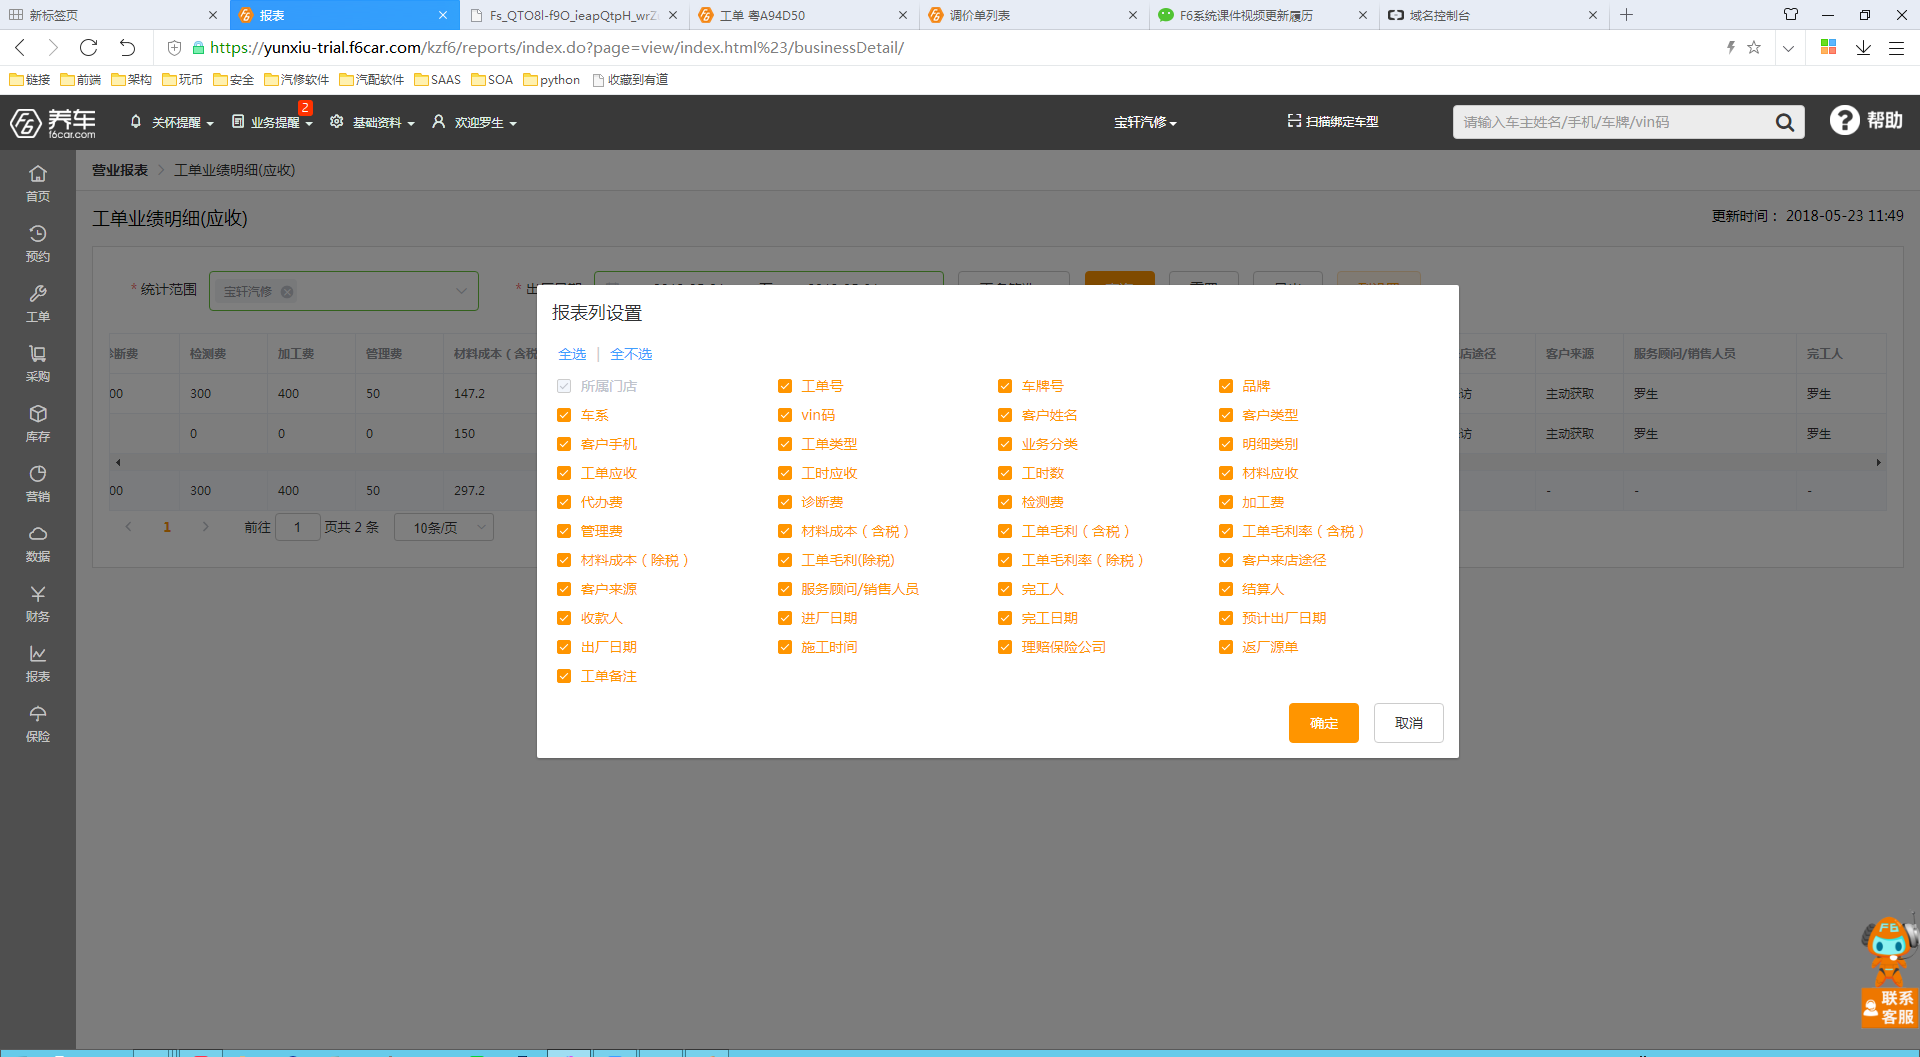 新标签页
报表
Fs_QTO8l-f9O_ieapQtpH_wrZ
工单 粤A94D50
调价单列表
F6系统课件视频更新履历
域名控制台
https://yunxiu-trial.f6car.com/kzf6/reports/index.do?page=view/index.html%23/businessDetail/
链接 前端 架构 玩币 安全 汽修软件 汽配软件 SAAS SOA python 收藏到有道
养车 f6car.com
关怀提醒 业务提醒 2 基础资料 欢迎罗生 宝轩汽修 扫描绑定车型 请输入车主姓名/手机/车牌/vin码 帮助
首页
预约
工单
采购
库存
营销
数据
财务
报表
保险
营业报表 > 工单业绩明细(应收)
工单业绩明细(应收) 更新时间： 2018-05-23 11:49
* 统计范围 宝轩汽修
检测费 加工费 管理费 材料成本（含税 店途径 客户来源 服务顾问/销售人员 完工人
00 300 400 50 147.2 访 主动获取 罗生 罗生
0 0 0 150 访 主动获取 罗生 罗生
00 300 400 50 297.2 - - -
1 前往 1 页共 2 条 10条/页
报表列设置
全选 | 全不选
所属门店 工单号 车牌号 品牌
车系 vin码 客户姓名 客户类型
客户手机 工单类型 业务分类 明细类别
工单应收 工时应收 工时数 材料应收
代办费 诊断费 检测费 加工费
管理费 材料成本（含税） 工单毛利（含税） 工单毛利率（含税）
材料成本（除税） 工单毛利(除税) 工单毛利率（除税） 客户来店途径
客户来源 服务顾问/销售人员 完工人 结算人
收款人 进厂日期 完工日期 预计出厂日期
出厂日期 施工时间 理赔保险公司 返厂源单
工单备注
确定 取消
F6
联系
客服